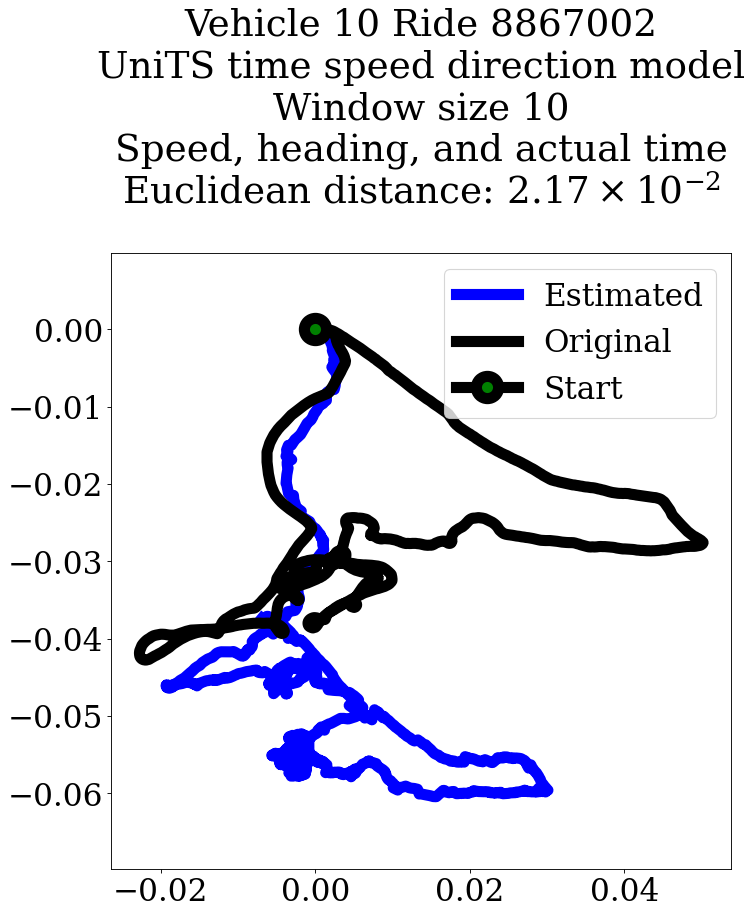 Vehicle 10 Ride 8867002
UniTS time speed direction model
Window size 10
Speed, heading, and actual time
Euclidean distance: 2.17 × 10⁻²
Estimated
Original
Start
0.00
−0.01
−0.02
−0.03
−0.04
−0.05
−0.06
−0.02 0.00 0.02 0.04